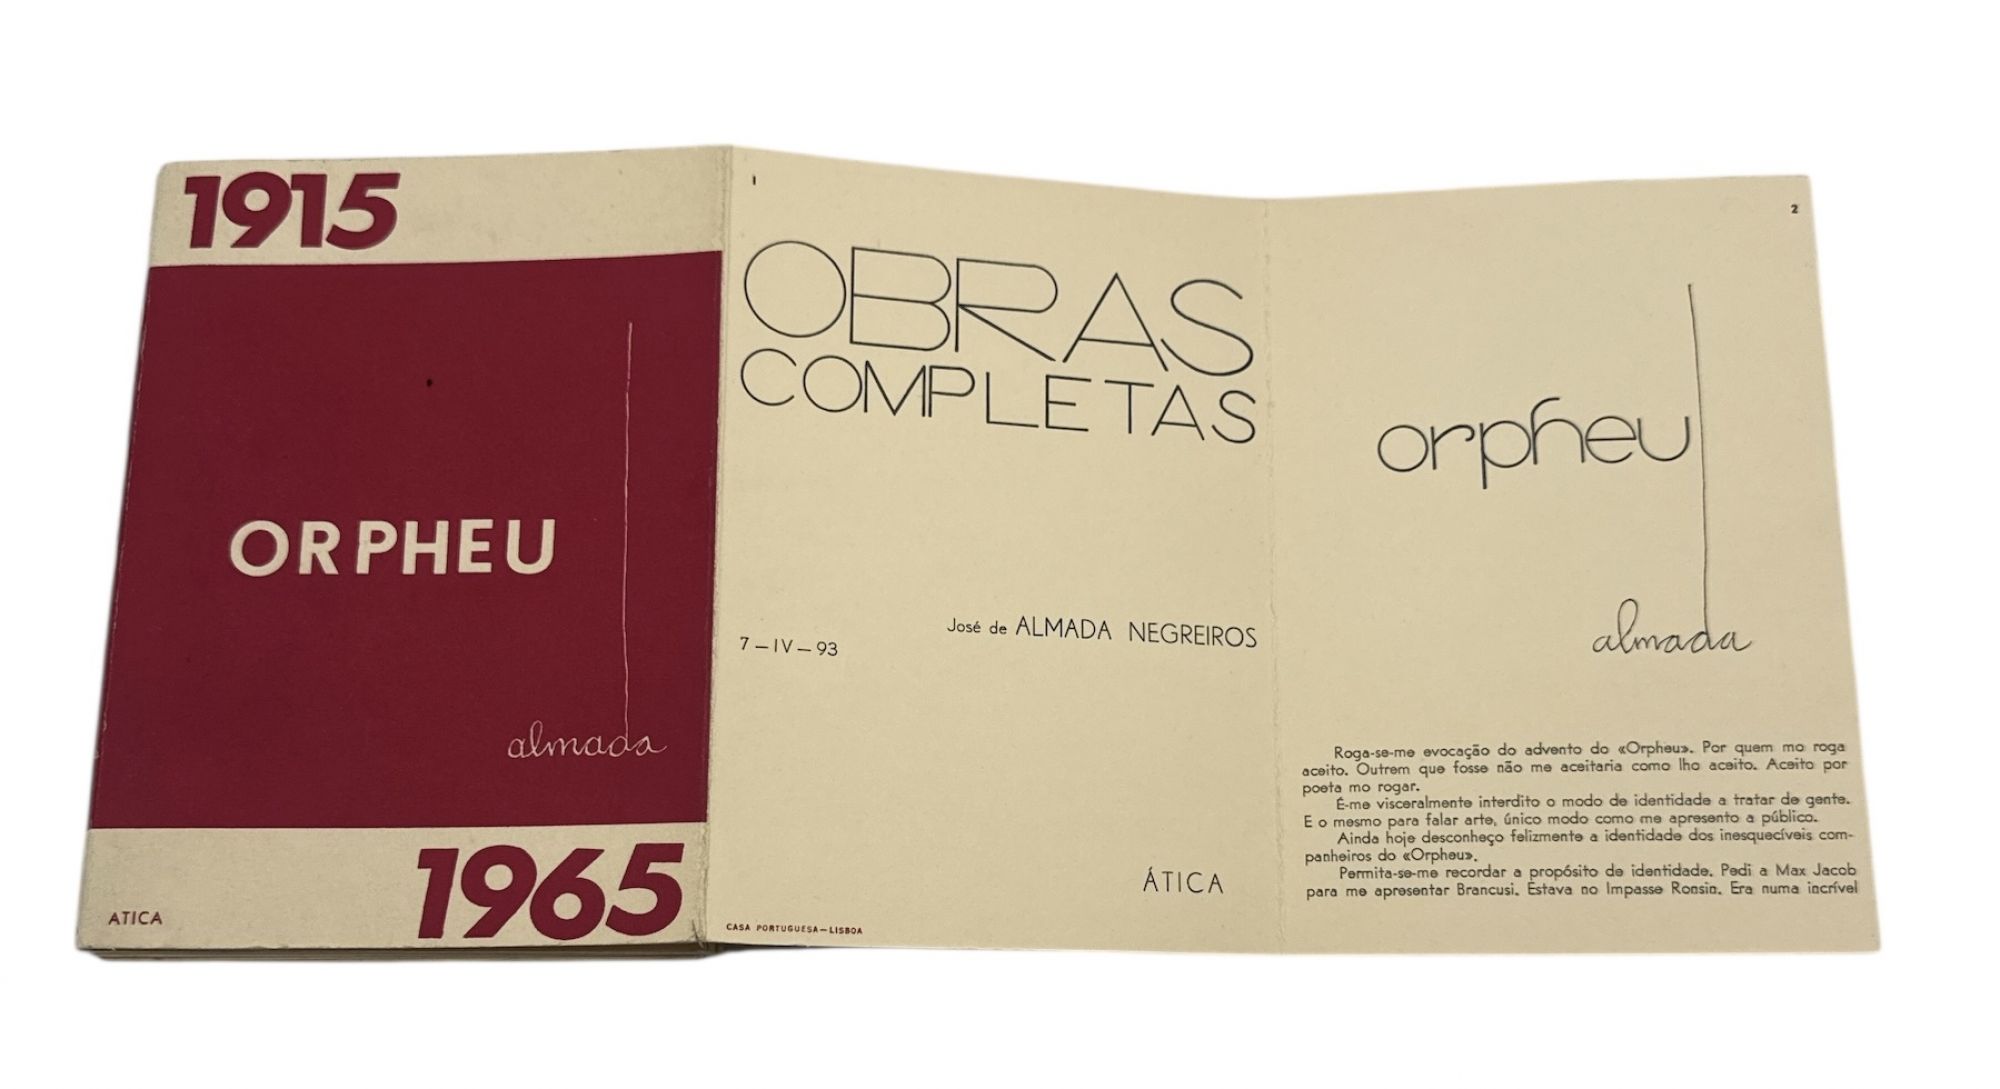 1915
ORPHEU
almada
ATICA
1965
1
OBRAS
COMPLETAS
José de ALMADA NEGREIROS
7 — IV — 93
ÁTICA
CASA PORTUGUESA — LISBOA
2
orpheu
almada
Roga-se-me evocação do advento do «Orpheu». Por quem mo roga
aceito. Outrem que fosse não me aceitaria como lho aceito. Aceito por
poeta mo rogar.
É-me visceralmente interdito o modo de identidade a tratar de gente.
E o mesmo para falar arte, único modo como me apresento a público.
Ainda hoje desconheço felizmente a identidade dos inesquecíveis com-
panheiros do «Orpheu».
Permita-se-me recordar a propósito de identidade. Pedi a Max Jacob
para me apresentar Brancusi. Estava no Impasse Ronsin. Era numa incrível